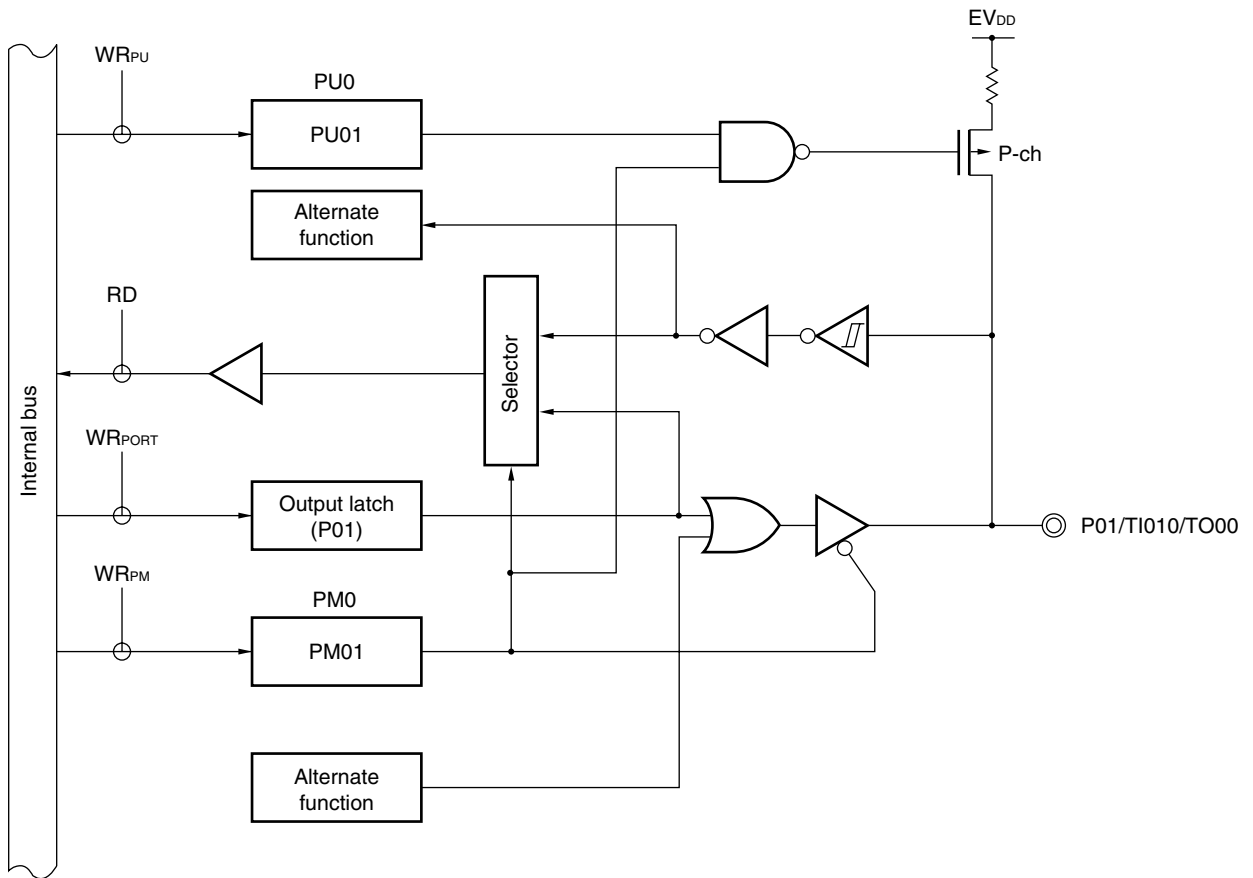 EVDD
WRPU
PU0
PU01
P-ch
Alternate
function
RD
Selector
Internal bus
WRPORT
Output latch
(P01)
P01/TI010/TO00
WRPM
PM0
PM01
Alternate
function